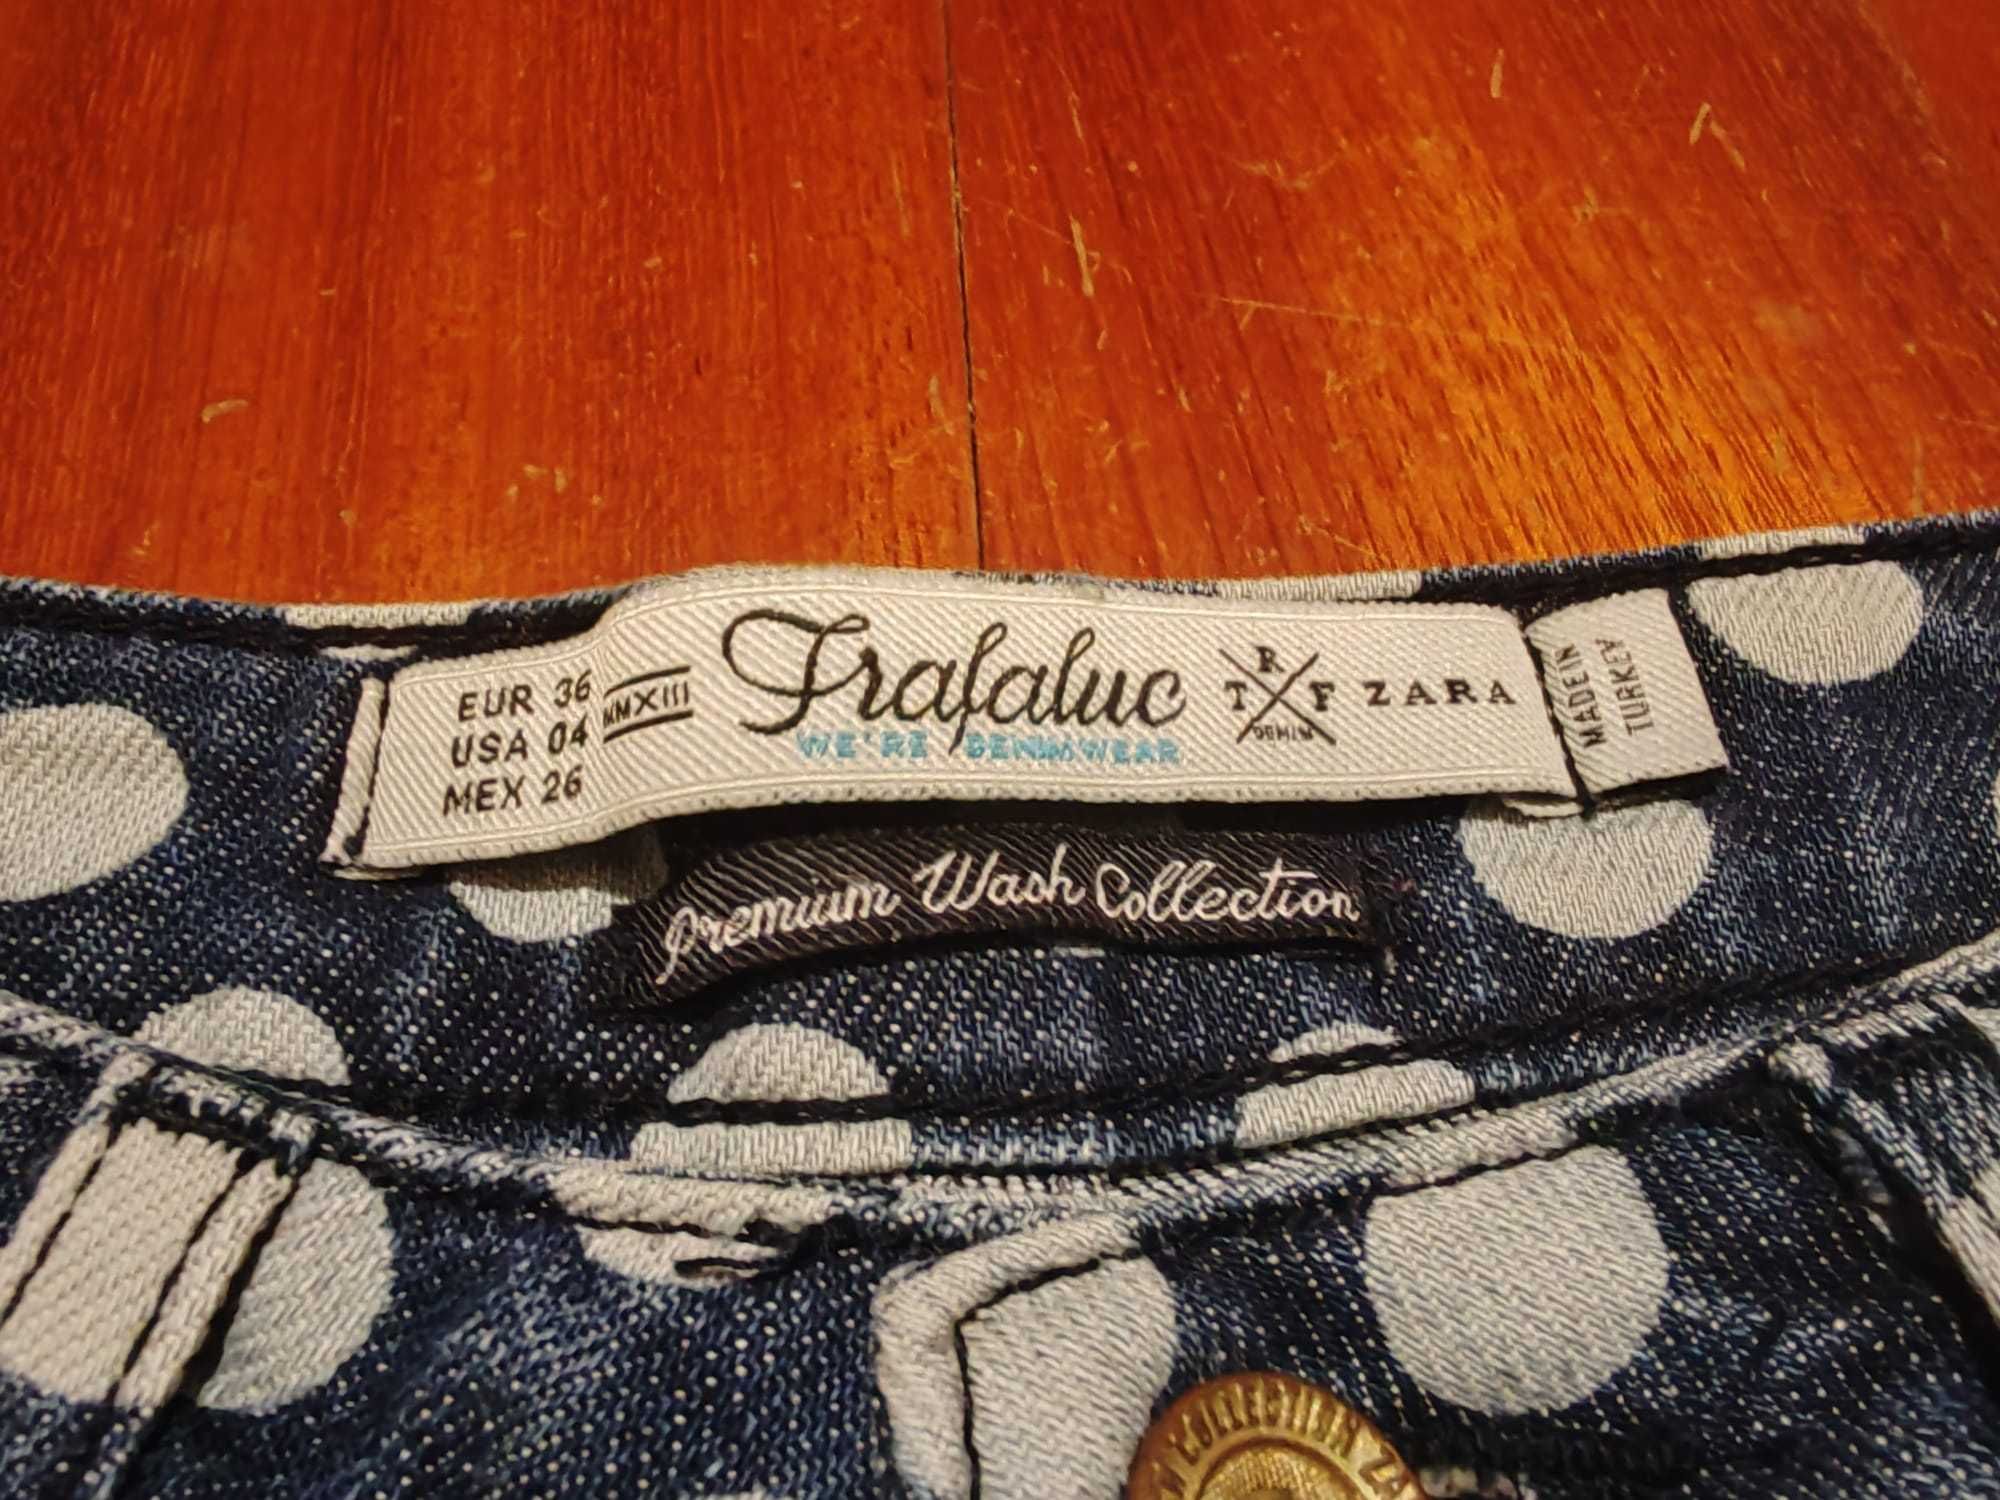 EUR 36
USA 04
MEX 26
MMXIII
Trafaluc
WE'RE DENIMWEAR
R
T F
DENIM
ZARA
MADE IN
TURKEY
Premium Wash Collection
COLLECTION